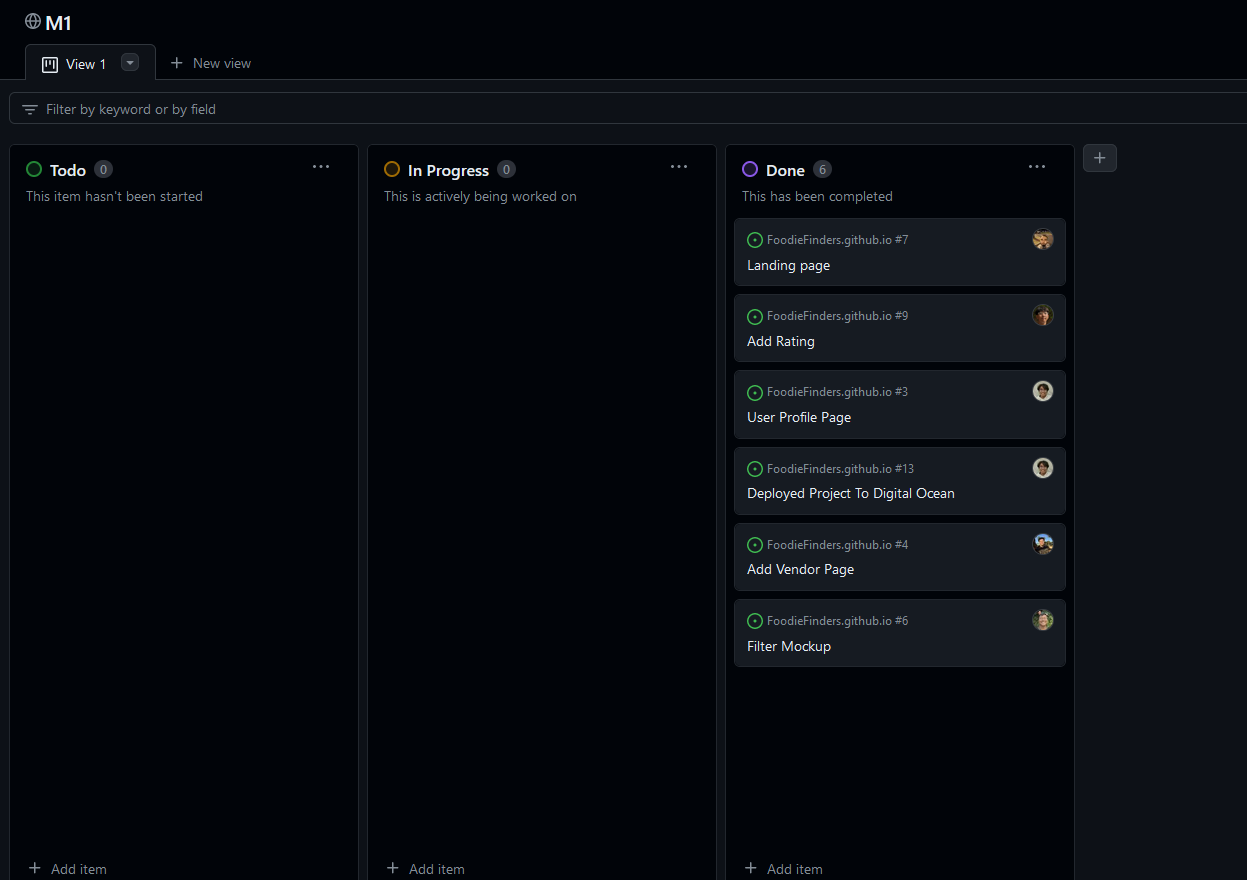 M1
View 1
New view
Filter by keyword or by field
Todo 0
This item hasn't been started
Add item
In Progress 0
This is actively being worked on
Add item
Done 6
This has been completed
FoodieFinders.github.io #7
Landing page
FoodieFinders.github.io #9
Add Rating
FoodieFinders.github.io #3
User Profile Page
FoodieFinders.github.io #13
Deployed Project To Digital Ocean
FoodieFinders.github.io #4
Add Vendor Page
FoodieFinders.github.io #6
Filter Mockup
Add item